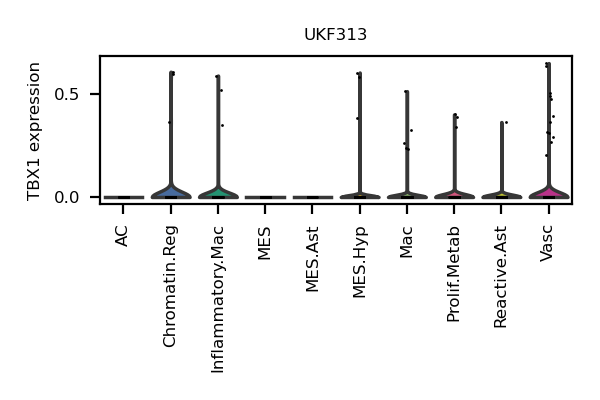 UKF313
TBX1 expression
0.5
0.0
AC
Chromatin.Reg
Inflammatory.Mac
MES
MES.Ast
MES.Hyp
Mac
Prolif.Metab
Reactive.Ast
Vasc